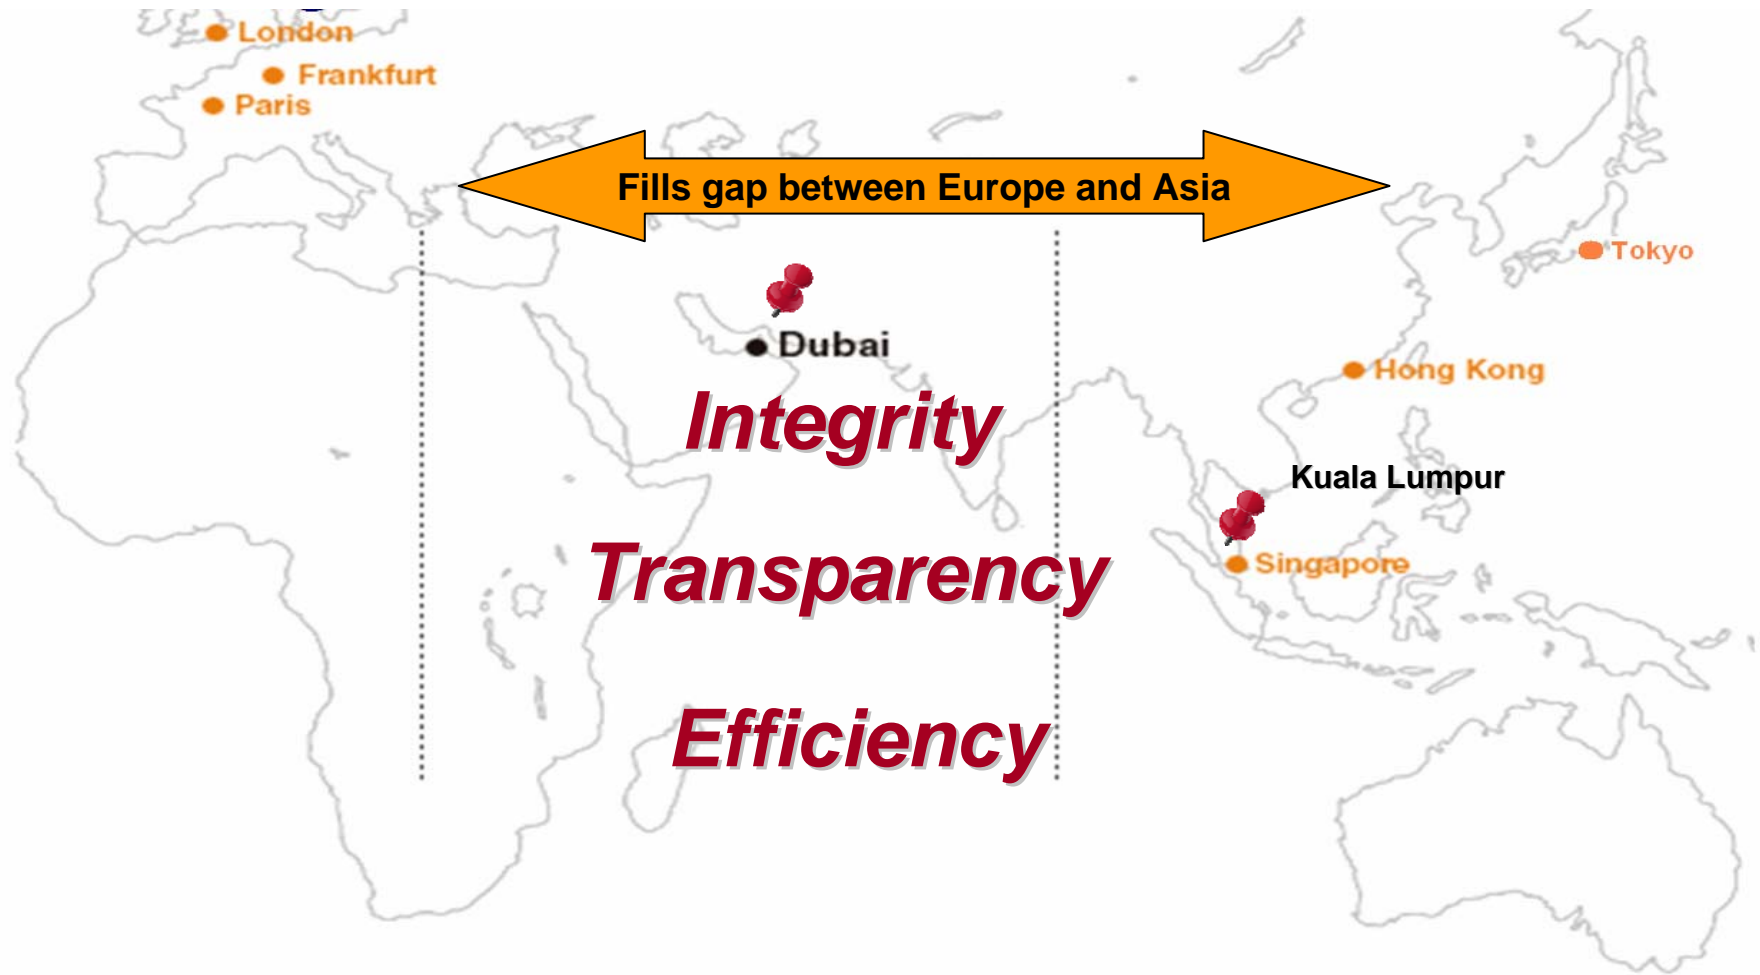 London
Frankfurt
Paris
Fills gap between Europe and Asia
Tokyo
Dubai
Hong Kong
Integrity
Kuala Lumpur
Singapore
Transparency
Efficiency